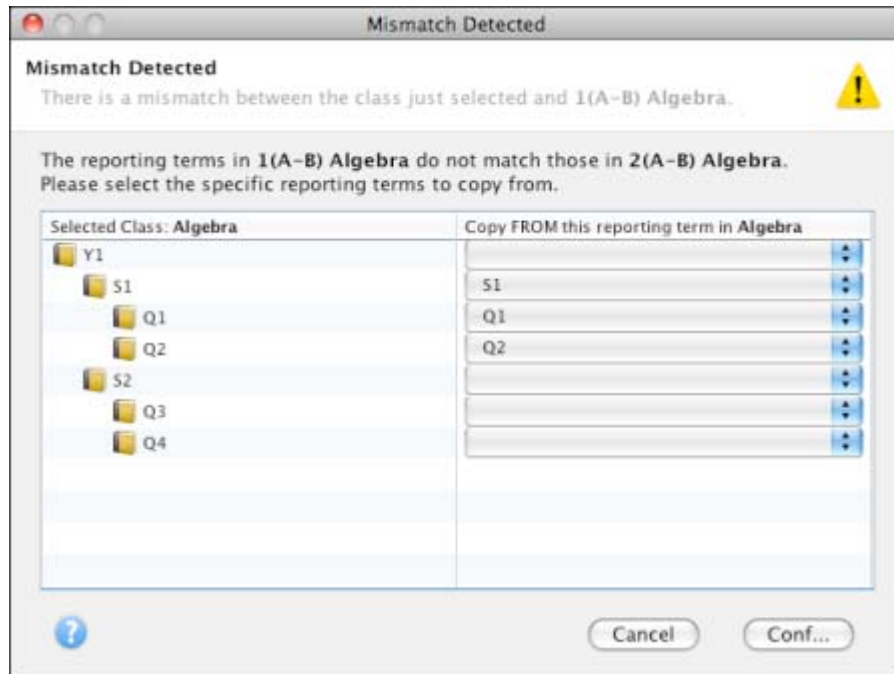 Mismatch Detected
Mismatch Detected
There is a mismatch between the class just selected and 1(A-B) Algebra.
The reporting terms in 1(A-B) Algebra do not match those in 2(A-B) Algebra.
Please select the specific reporting terms to copy from.
Selected Class: Algebra
Copy FROM this reporting term in Algebra
Y1
S1 S1
Q1 Q1
Q2 Q2
S2
Q3
Q4
? Cancel Conf...